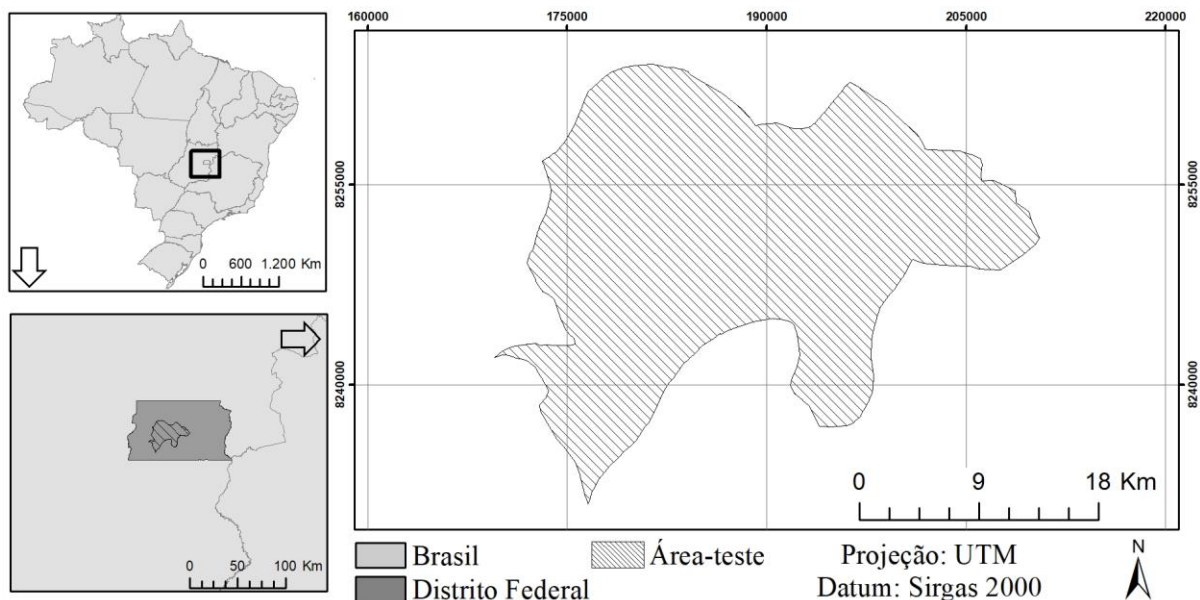 0 600 1.200 Km
0 50 100 Km
160000 175000 190000 205000 220000
8255000 8255000
8240000 8240000
0 9 18 Km
Brasil
Distrito Federal
Área-teste
Projeção: UTM
Datum: Sirgas 2000
N